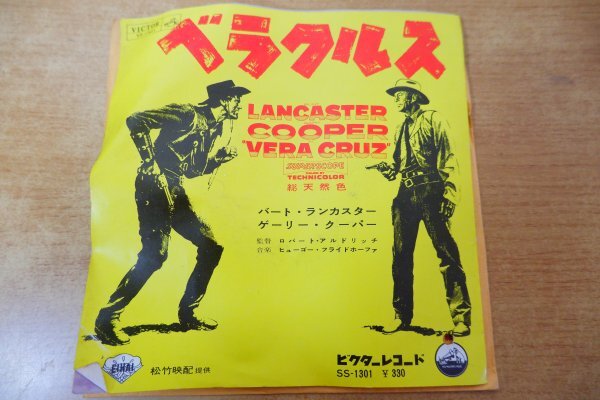 VICTOR
ベラクルス
LANCASTER
COOPER
"VERA CRUZ"
SUPERSCOPE
TECHNICOLOR
総天然色
バート・ランカスター
ゲーリー・クーパー
監督 ロバート・アルドリッチ
音楽 ヒューゴー・フライドホーファ
EIHAI
松竹映配提供
ビクターレコード
SS-1301 ¥330